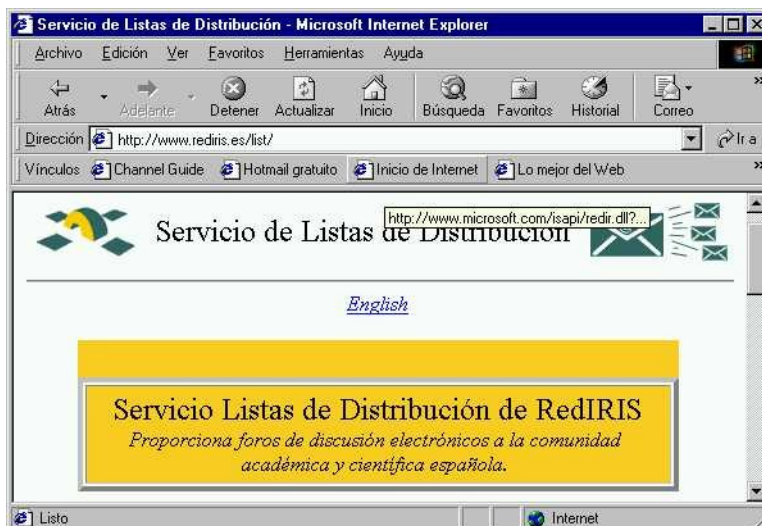 Servicio de Listas de Distribución - Microsoft Internet Explorer
Archivo Edición Ver Favoritos Herramientas Ayuda
Atrás Adelante Detener Actualizar Inicio Búsqueda Favoritos Historial Correo »
Dirección http://www.rediris.es/list/ Ir a
Vínculos Channel Guide Hotmail gratuito Inicio de Internet Lo mejor del Web »
http://www.microsoft.com/isapi/redir.dll?...
Servicio de Listas de Distribución
English
Servicio Listas de Distribución de RedIRIS
Proporciona foros de discusión electrónicos a la comunidad
académica y científica española.
Listo Internet